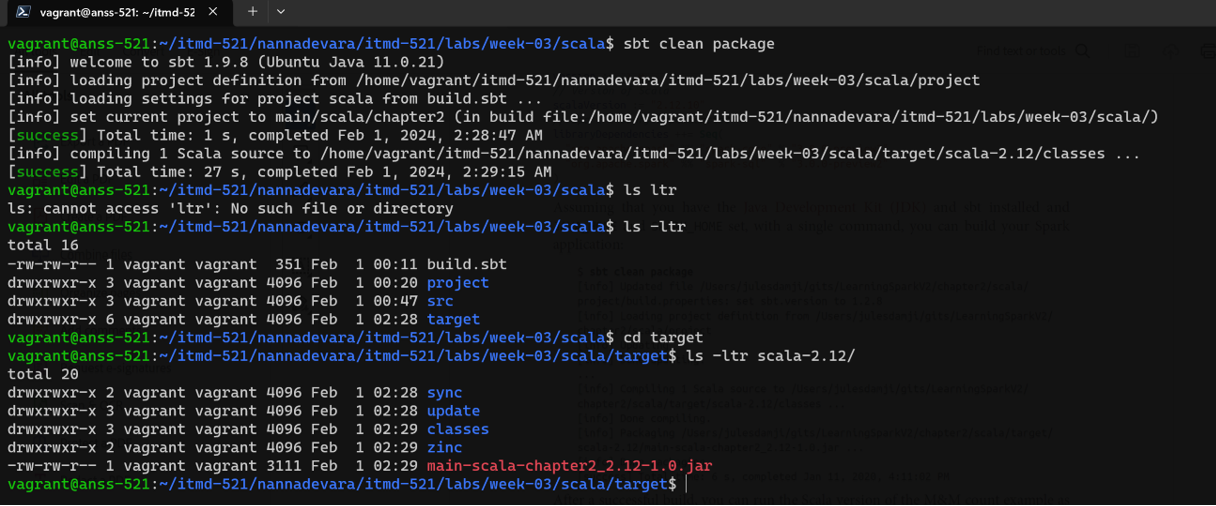 vagrant@anss-521: ~/itmd-52
vagrant@anss-521:~/itmd-521/nannadevara/itmd-521/labs/week-03/scala$ sbt clean package
[info] welcome to sbt 1.9.8 (Ubuntu Java 11.0.21)
[info] loading project definition from /home/vagrant/itmd-521/nannadevara/itmd-521/labs/week-03/scala/project
[info] loading settings for project scala from build.sbt ...
[info] set current project to main/scala/chapter2 (in build file:/home/vagrant/itmd-521/nannadevara/itmd-521/labs/week-03/scala/)
[success] Total time: 1 s, completed Feb 1, 2024, 2:28:47 AM
[info] compiling 1 Scala source to /home/vagrant/itmd-521/nannadevara/itmd-521/labs/week-03/scala/target/scala-2.12/classes ...
[success] Total time: 27 s, completed Feb 1, 2024, 2:29:15 AM
vagrant@anss-521:~/itmd-521/nannadevara/itmd-521/labs/week-03/scala$ ls ltr
ls: cannot access 'ltr': No such file or directory
vagrant@anss-521:~/itmd-521/nannadevara/itmd-521/labs/week-03/scala$ ls -ltr
total 16
-rw-rw-r-- 1 vagrant vagrant  351 Feb  1 00:11 build.sbt
drwxrwxr-x 3 vagrant vagrant 4096 Feb  1 00:20 project
drwxrwxr-x 3 vagrant vagrant 4096 Feb  1 00:47 src
drwxrwxr-x 6 vagrant vagrant 4096 Feb  1 02:28 target
vagrant@anss-521:~/itmd-521/nannadevara/itmd-521/labs/week-03/scala$ cd target
vagrant@anss-521:~/itmd-521/nannadevara/itmd-521/labs/week-03/scala/target$ ls -ltr scala-2.12/
total 20
drwxrwxr-x 2 vagrant vagrant 4096 Feb  1 02:28 sync
drwxrwxr-x 3 vagrant vagrant 4096 Feb  1 02:28 update
drwxrwxr-x 3 vagrant vagrant 4096 Feb  1 02:29 classes
drwxrwxr-x 2 vagrant vagrant 4096 Feb  1 02:29 zinc
-rw-rw-r-- 1 vagrant vagrant 3111 Feb  1 02:29 main-scala-chapter2_2.12-1.0.jar
vagrant@anss-521:~/itmd-521/nannadevara/itmd-521/labs/week-03/scala/target$